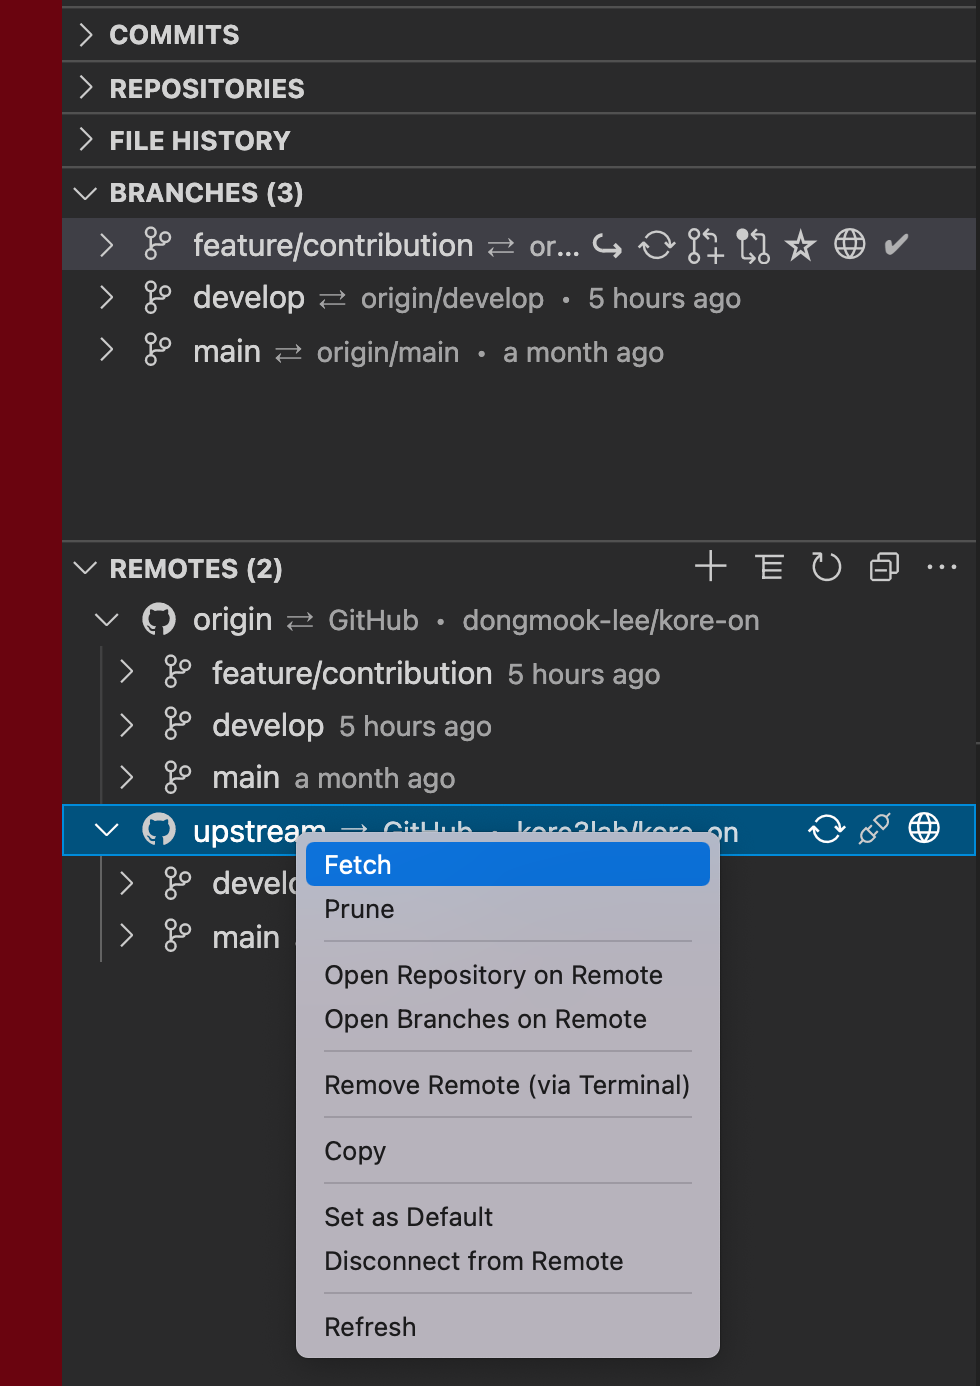 COMMITS
REPOSITORIES
FILE HISTORY
BRANCHES (3)
feature/contribution ⇄ or...
develop ⇄ origin/develop • 5 hours ago
main ⇄ origin/main • a month ago
REMOTES (2)
origin ⇄ GitHub • dongmook-lee/kore-on
feature/contribution 5 hours ago
develop 5 hours ago
main a month ago
upstream ⇄ GitHub • kore3lab/kore-on
Fetch
develo
Prune
main
Open Repository on Remote
Open Branches on Remote
Remove Remote (via Terminal)
Copy
Set as Default
Disconnect from Remote
Refresh